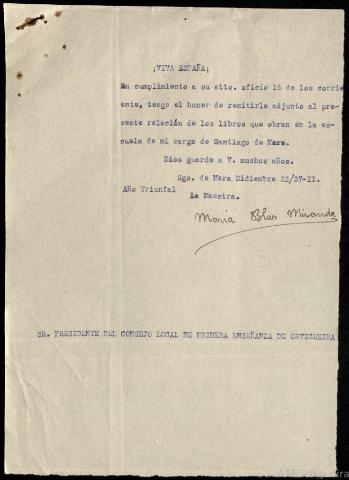 ¡VIVA ESPAÑA¡
En cumplimiento a su atto. oficio 16 de los corrie
ente, tengo el honor de remitirle adjunto al pre-
sente relación de los libros que obran en la es-
cuela de mi cargo de Santiago de Mera.
Dios guarde a V. muchos años.
Sgo. de Mera Diciembre 23/37-II.
Año Triunfal
La Maestra.
María Blas Miranda
SR. PRESIDENTE DEL CONSEJO LOCAL DE PRIMERA ENSEÑANZA DE ORTIGUEIRA